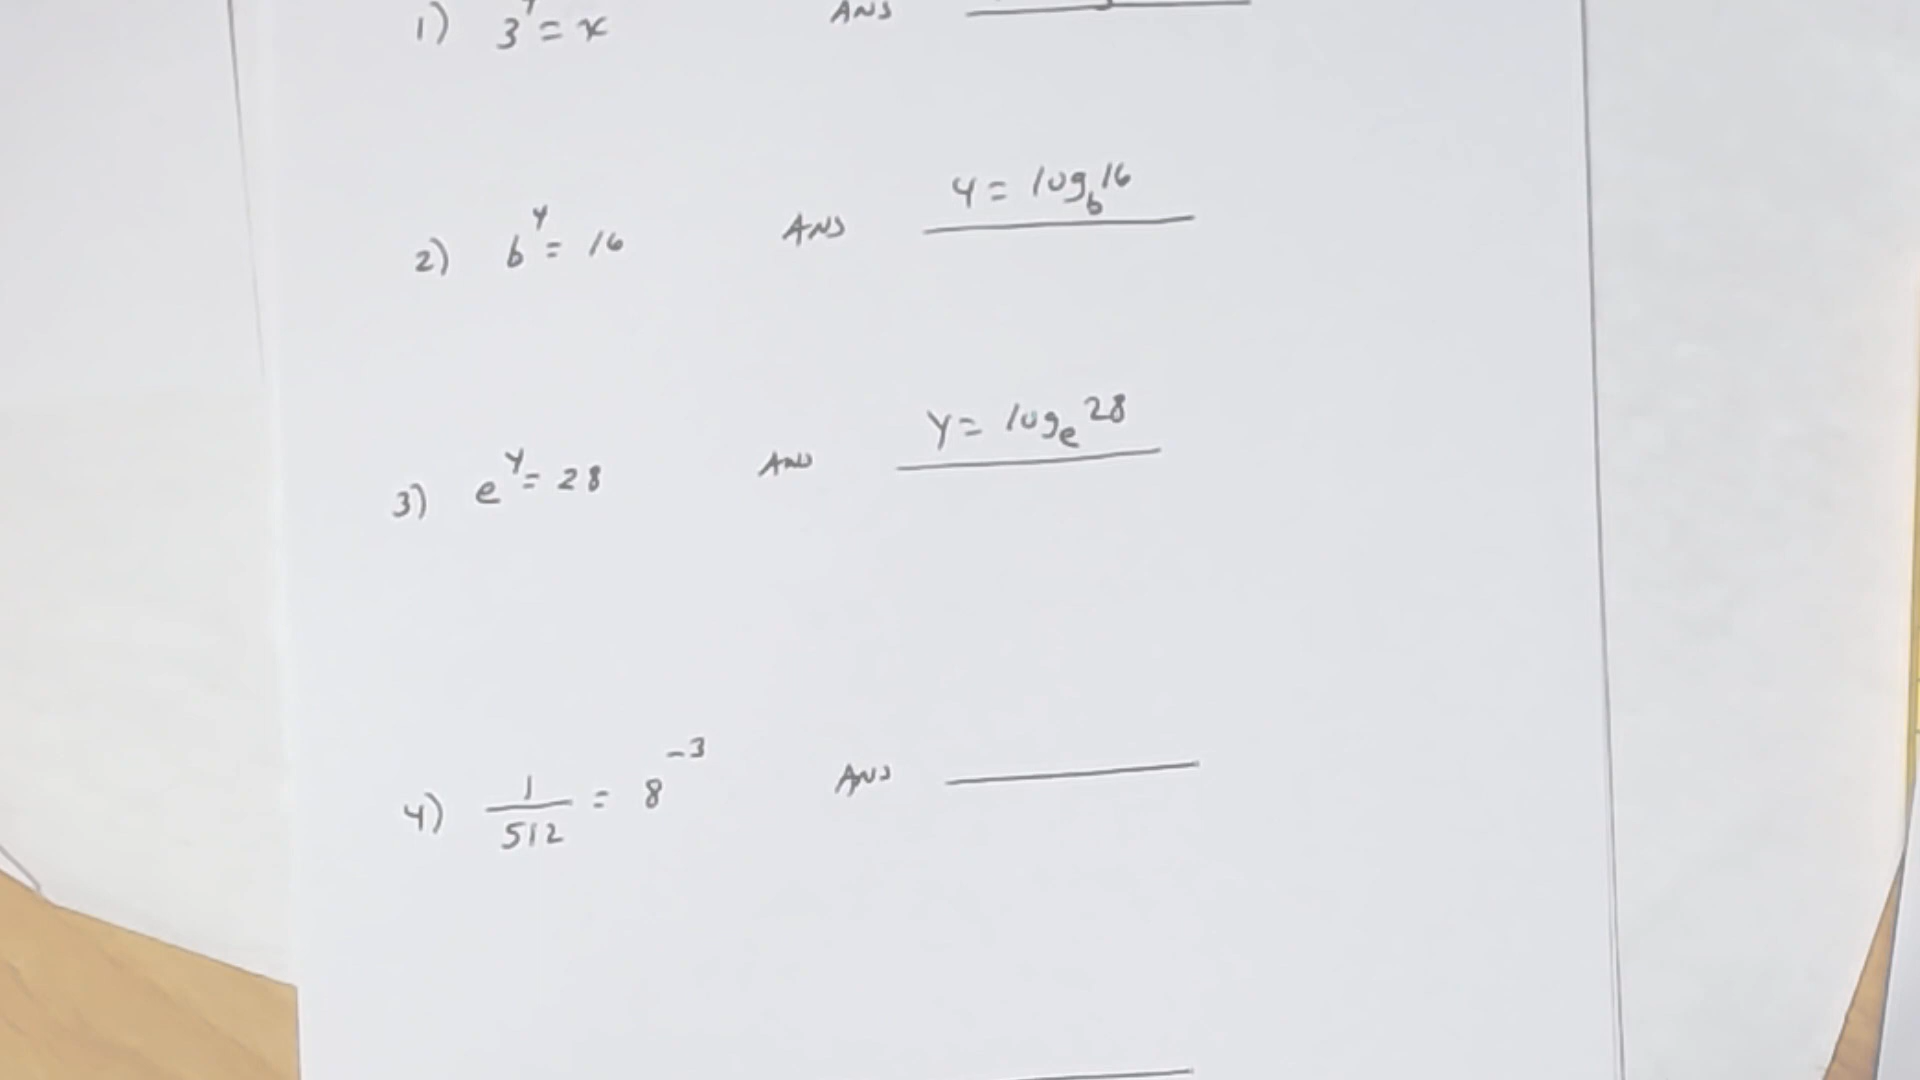 1) 3^y = x ANS
2) b^y = 16 ANS y = log_b 16
3) e^y = 28 ANS y = log_e 28
4) 1/512 = 8^-3 ANS